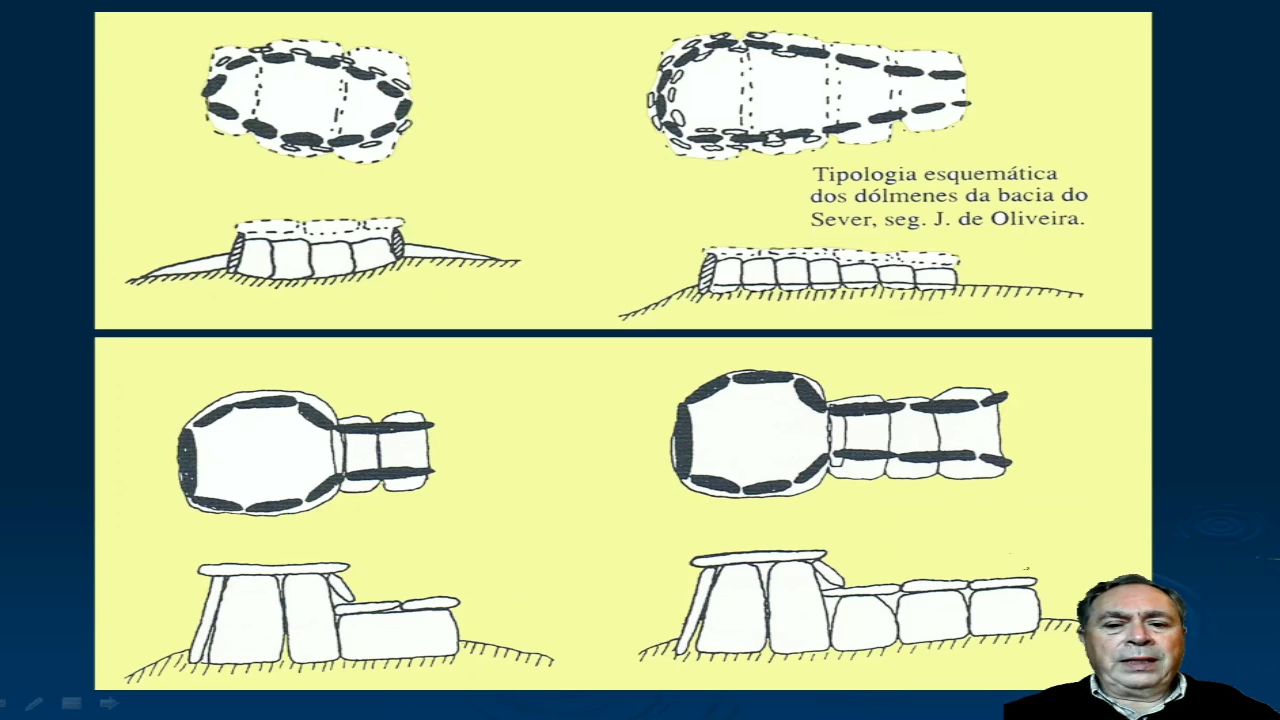 Tipologia esquemática
dos dólmenes da bacia do
Sever, seg. J. de Oliveira.